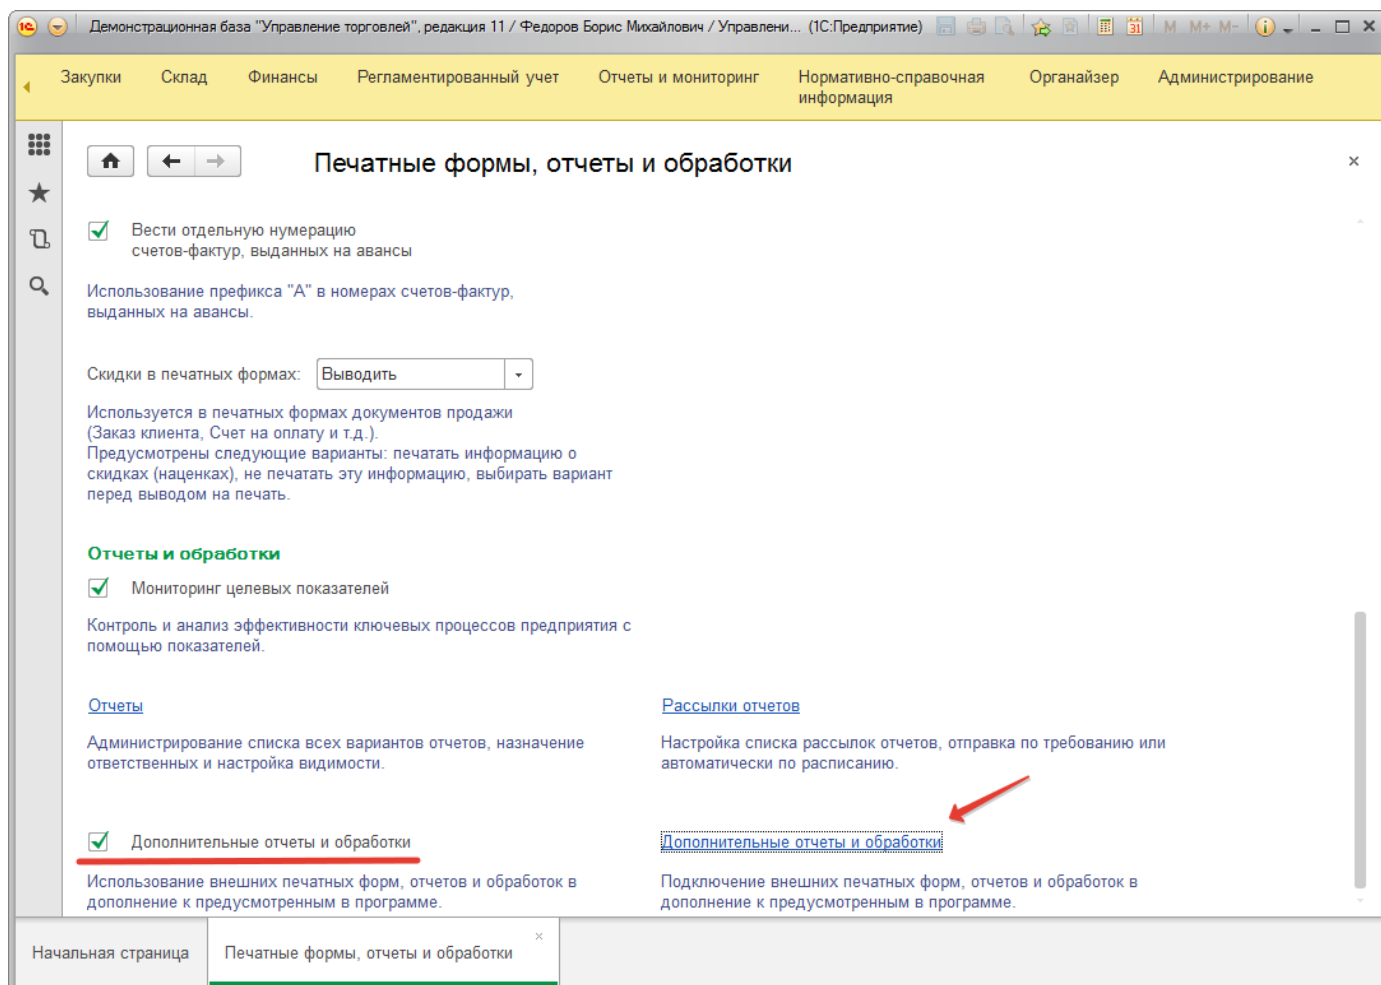 Демонстрационная база "Управление торговлей", редакция 11 / Федоров Борис Михайлович / Управлени... (1С:Предприятие)
31
M M+ M-
Закупки
Склад
Финансы
Регламентированный учет
Отчеты и мониторинг
Нормативно-справочная
информация
Органайзер
Администрирование
Печатные формы, отчеты и обработки
Вести отдельную нумерацию
счетов-фактур, выданных на авансы
Использование префикса "А" в номерах счетов-фактур,
выданных на авансы.
Скидки в печатных формах: Выводить
Используется в печатных формах документов продажи
(Заказ клиента, Счет на оплату и т.д.).
Предусмотрены следующие варианты: печатать информацию о
скидках (наценках), не печатать эту информацию, выбирать вариант
перед выводом на печать.
Отчеты и обработки
Мониторинг целевых показателей
Контроль и анализ эффективности ключевых процессов предприятия с
помощью показателей.
Отчеты
Администрирование списка всех вариантов отчетов, назначение
ответственных и настройка видимости.
Рассылки отчетов
Настройка списка рассылок отчетов, отправка по требованию или
автоматически по расписанию.
Дополнительные отчеты и обработки
Использование внешних печатных форм, отчетов и обработок в
дополнение к предусмотренным в программе.
Дополнительные отчеты и обработки
Подключение внешних печатных форм, отчетов и обработок в
дополнение к предусмотренным в программе.
Начальная страница
Печатные формы, отчеты и обработки